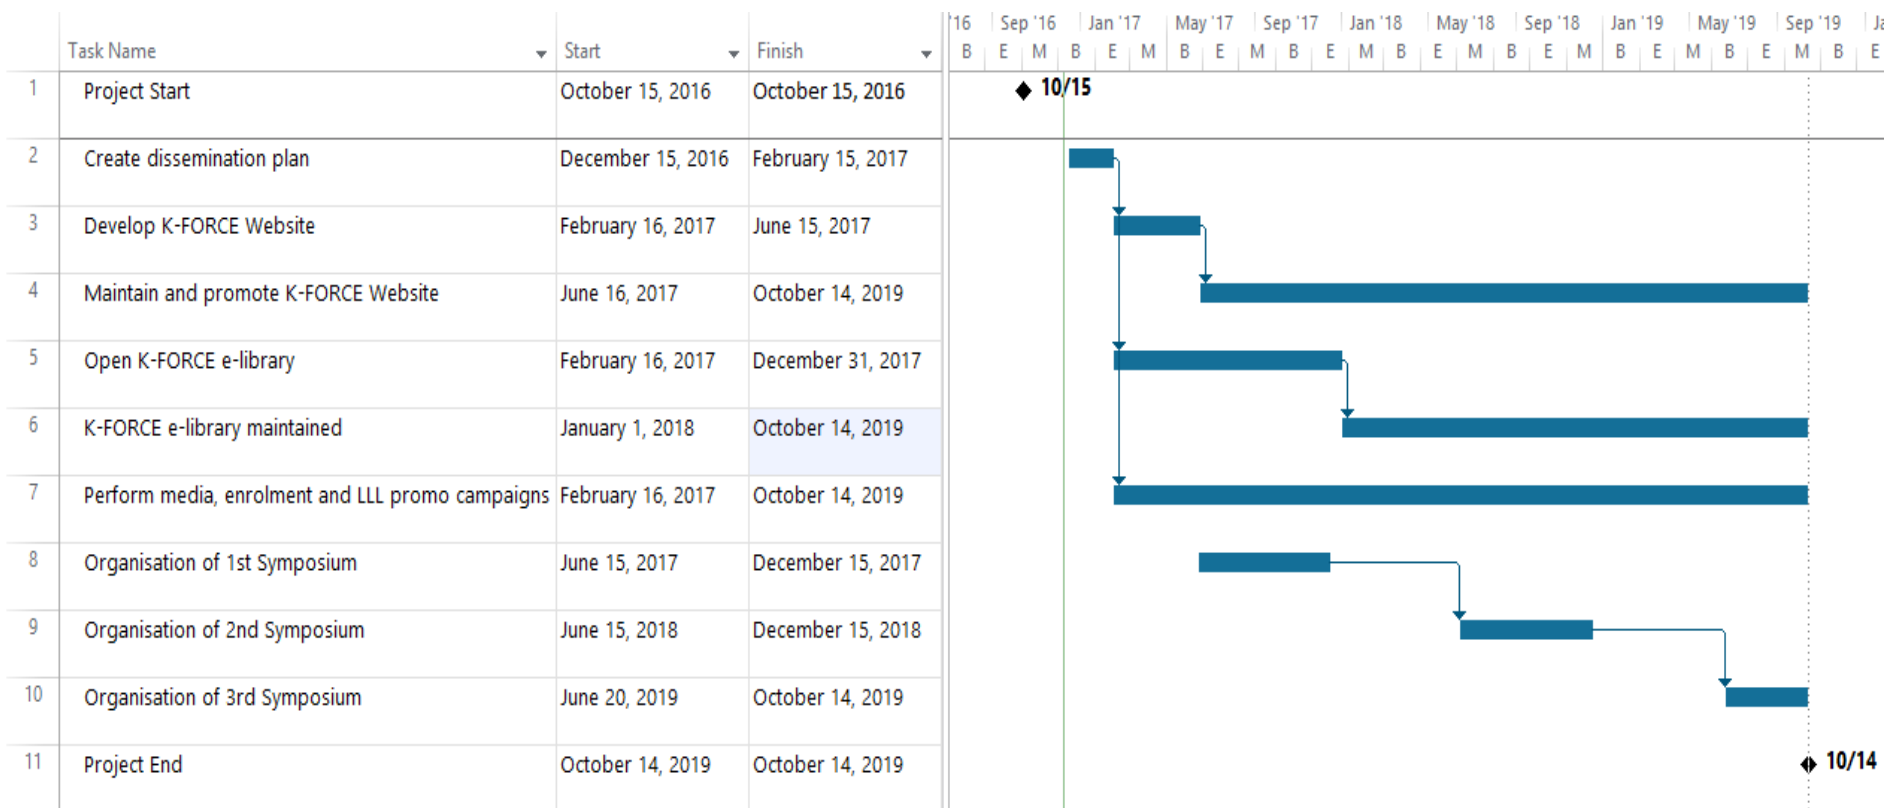 '16 Sep '16 Jan '17 May '17 Sep '17 Jan '18 May '18 Sep '18 Jan '19 May '19 Sep '19 Ja
Task Name Start Finish B E M B E M B E M B E M B E M B E M B E M B E M B E
1 Project Start October 15, 2016 October 15, 2016 10/15
2 Create dissemination plan December 15, 2016 February 15, 2017
3 Develop K-FORCE Website February 16, 2017 June 15, 2017
4 Maintain and promote K-FORCE Website June 16, 2017 October 14, 2019
5 Open K-FORCE e-library February 16, 2017 December 31, 2017
6 K-FORCE e-library maintained January 1, 2018 October 14, 2019
7 Perform media, enrolment and LLL promo campaigns February 16, 2017 October 14, 2019
8 Organisation of 1st Symposium June 15, 2017 December 15, 2017
9 Organisation of 2nd Symposium June 15, 2018 December 15, 2018
10 Organisation of 3rd Symposium June 20, 2019 October 14, 2019
11 Project End October 14, 2019 October 14, 2019 10/14